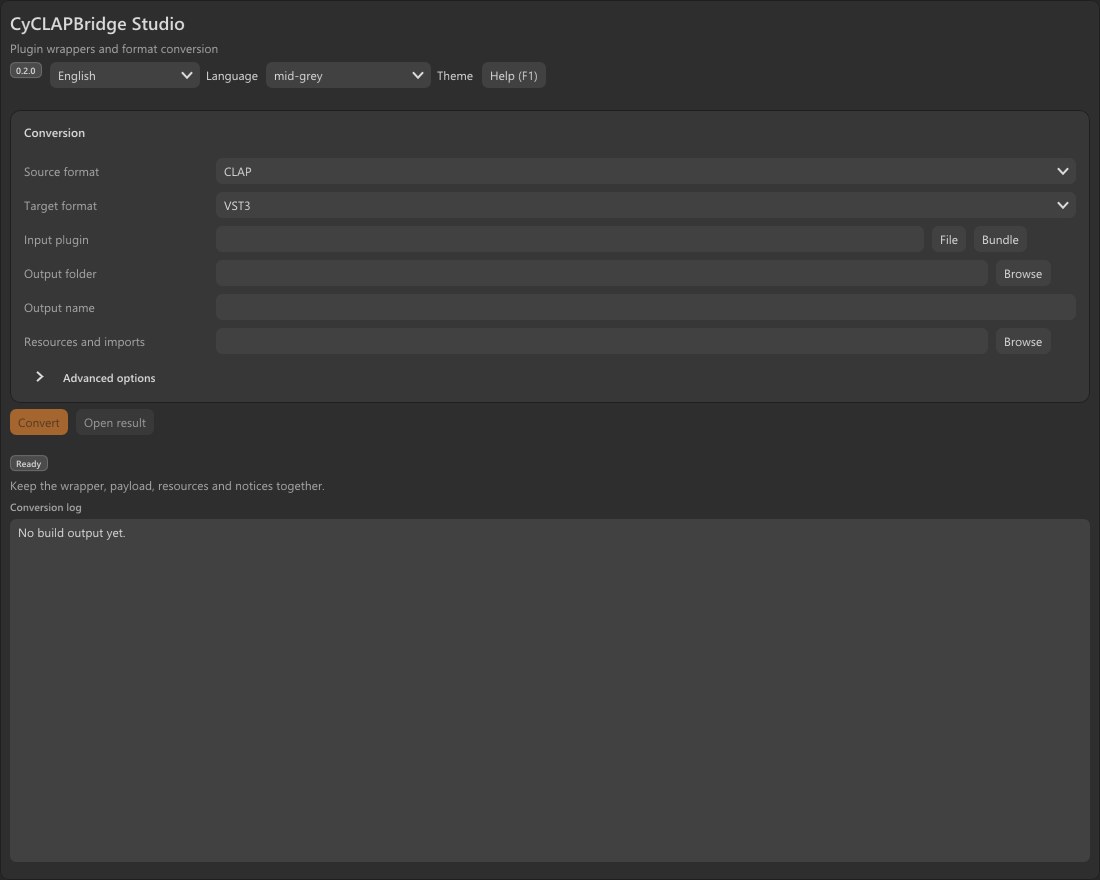 CyCLAPBridge Studio
Plugin wrappers and format conversion
0.2.0 English Language mid-grey Theme Help (F1)
Conversion
Source format CLAP
Target format VST3
Input plugin File Bundle
Output folder Browse
Output name
Resources and imports Browse
Advanced options
Convert Open result
Ready
Keep the wrapper, payload, resources and notices together.
Conversion log
No build output yet.